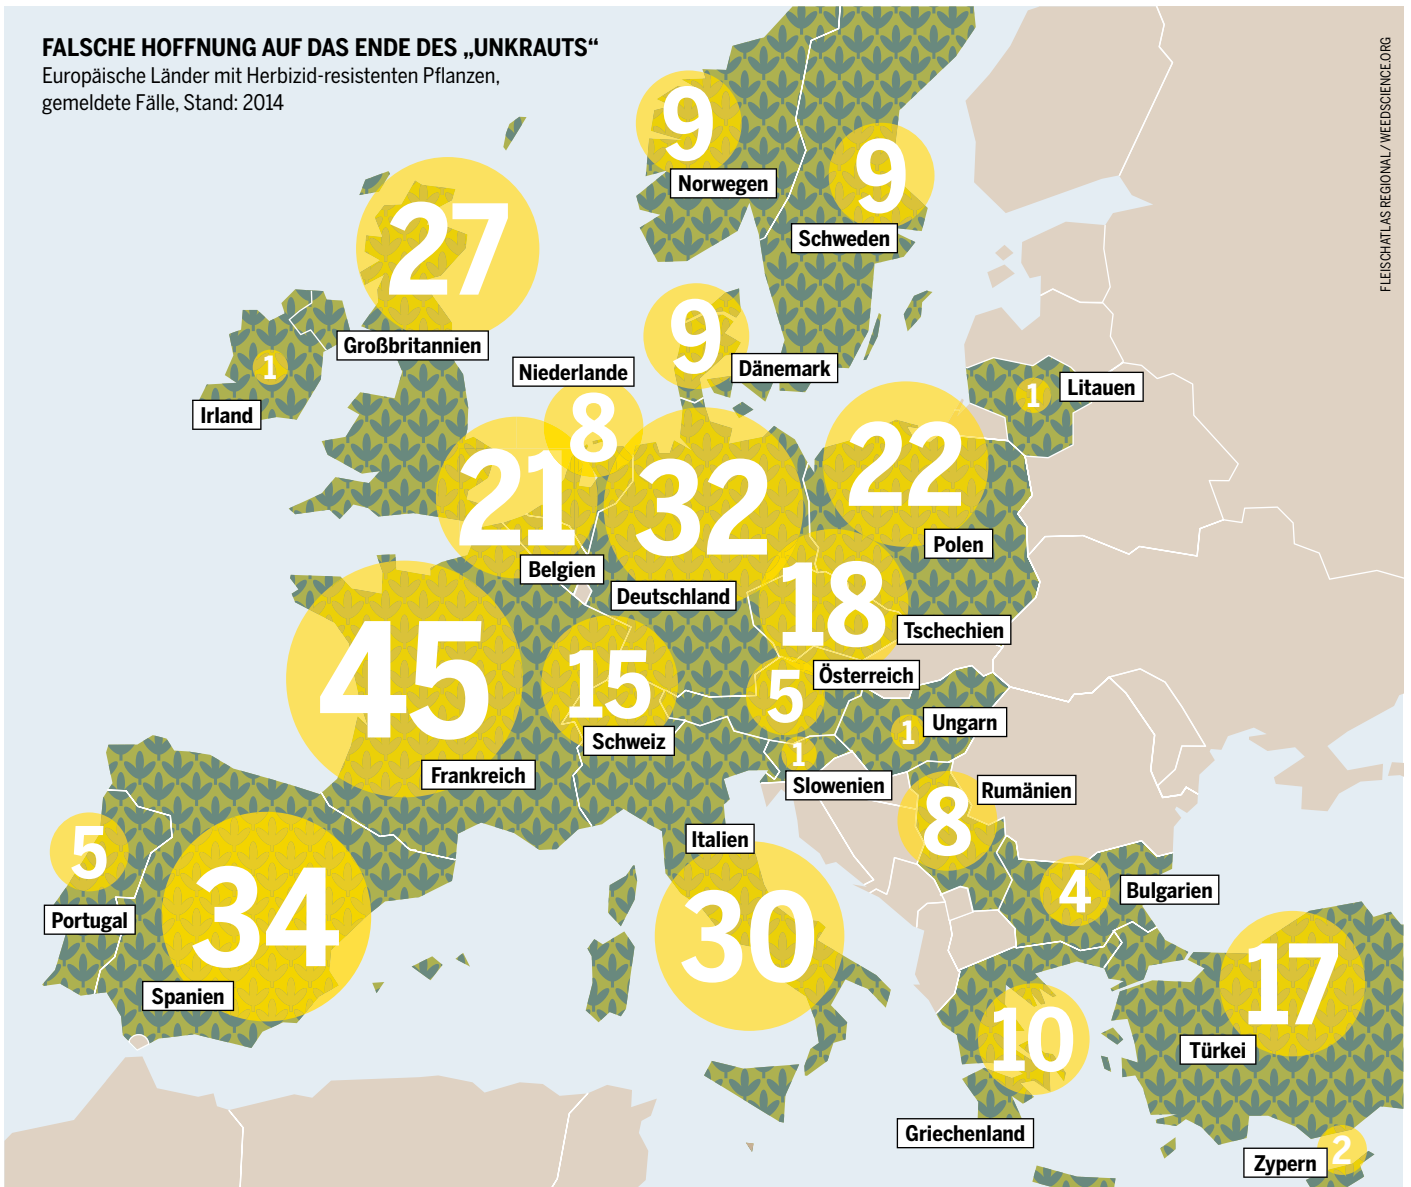 FALSCHE HOFFNUNG AUF DAS ENDE DES „UNKRAUTS“
Europäische Länder mit Herbizid-resistenten Pflanzen,
gemeldete Fälle, Stand: 2014
FLEISCHATLAS REGIONAL / WEEDSCIENCE.ORG
9
Norwegen
9
Schweden
27
Großbritannien
1
Irland
9
Dänemark
Niederlande
8
1
Litauen
21
Belgien
32
Deutschland
22
Polen
18
Tschechien
45
Frankreich
15
Schweiz
5
Österreich
1
Ungarn
1
Slowenien
8
Rumänien
5
Portugal
34
Spanien
Italien
30
4
Bulgarien
10
Griechenland
17
Türkei
2
Zypern